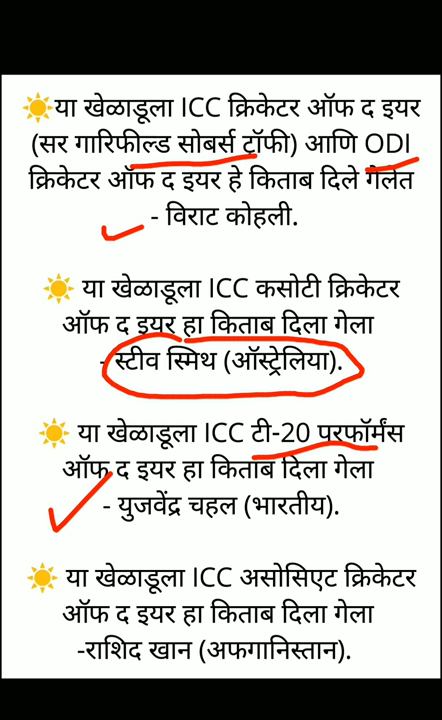 ☀️या खेळाडूला ICC क्रिकेटर ऑफ द इयर
(सर गारिफील्ड सोबर्स टॉफी) आणि ODI
क्रिकेटर ऑफ द इयर हे किताब दिले गेलेत
- विराट कोहली.
☀️ या खेळाडूला ICC कसोटी क्रिकेटर
ऑफ द इयर हा किताब दिला गेला
- स्टीव स्मिथ (ऑस्ट्रेलिया).
☀️ या खेळाडूला ICC टी-20 परफॉर्मंस
ऑफ द इयर हा किताब दिला गेला
- युजवेंद्र चहल (भारतीय).
☀️ या खेळाडूला ICC असोसिएट क्रिकेटर
ऑफ द इयर हा किताब दिला गेला
-राशिद खान (अफगानिस्तान).